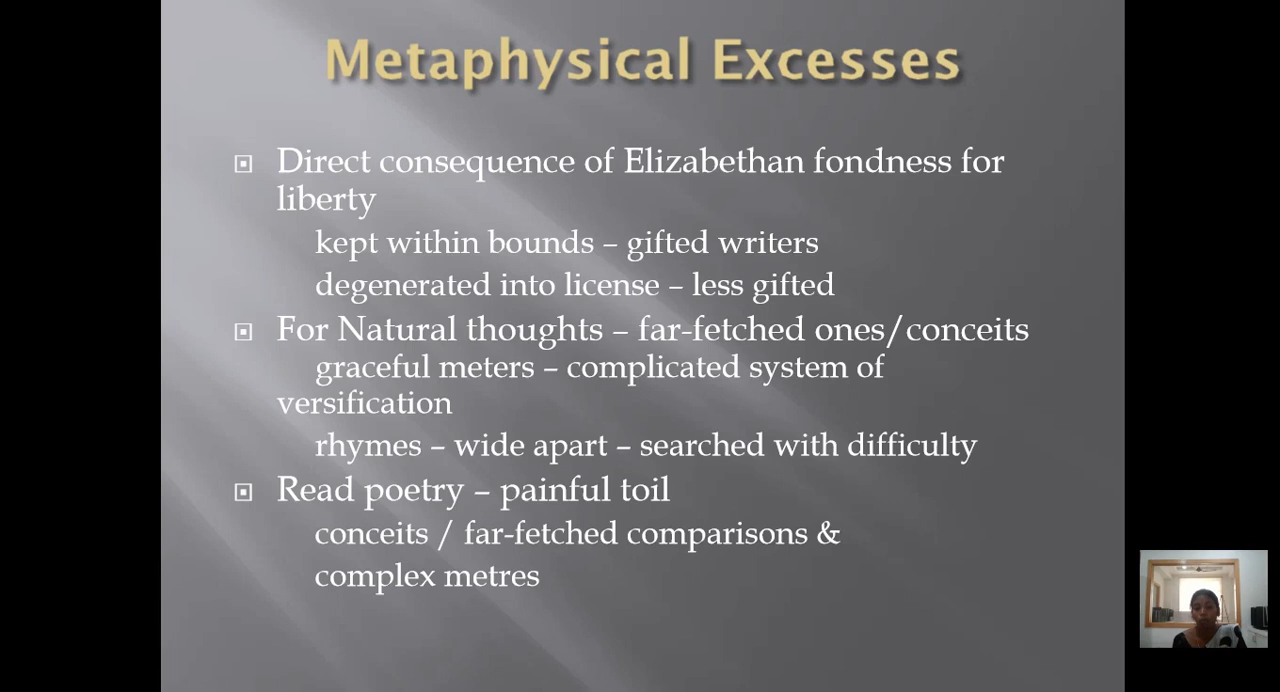 Metaphysical Excesses
Direct consequence of Elizabethan fondness for
liberty
kept within bounds – gifted writers
degenerated into license – less gifted
For Natural thoughts – far-fetched ones/conceits
graceful meters – complicated system of
versification
rhymes – wide apart – searched with difficulty
Read poetry – painful toil
conceits / far-fetched comparisons &
complex metres